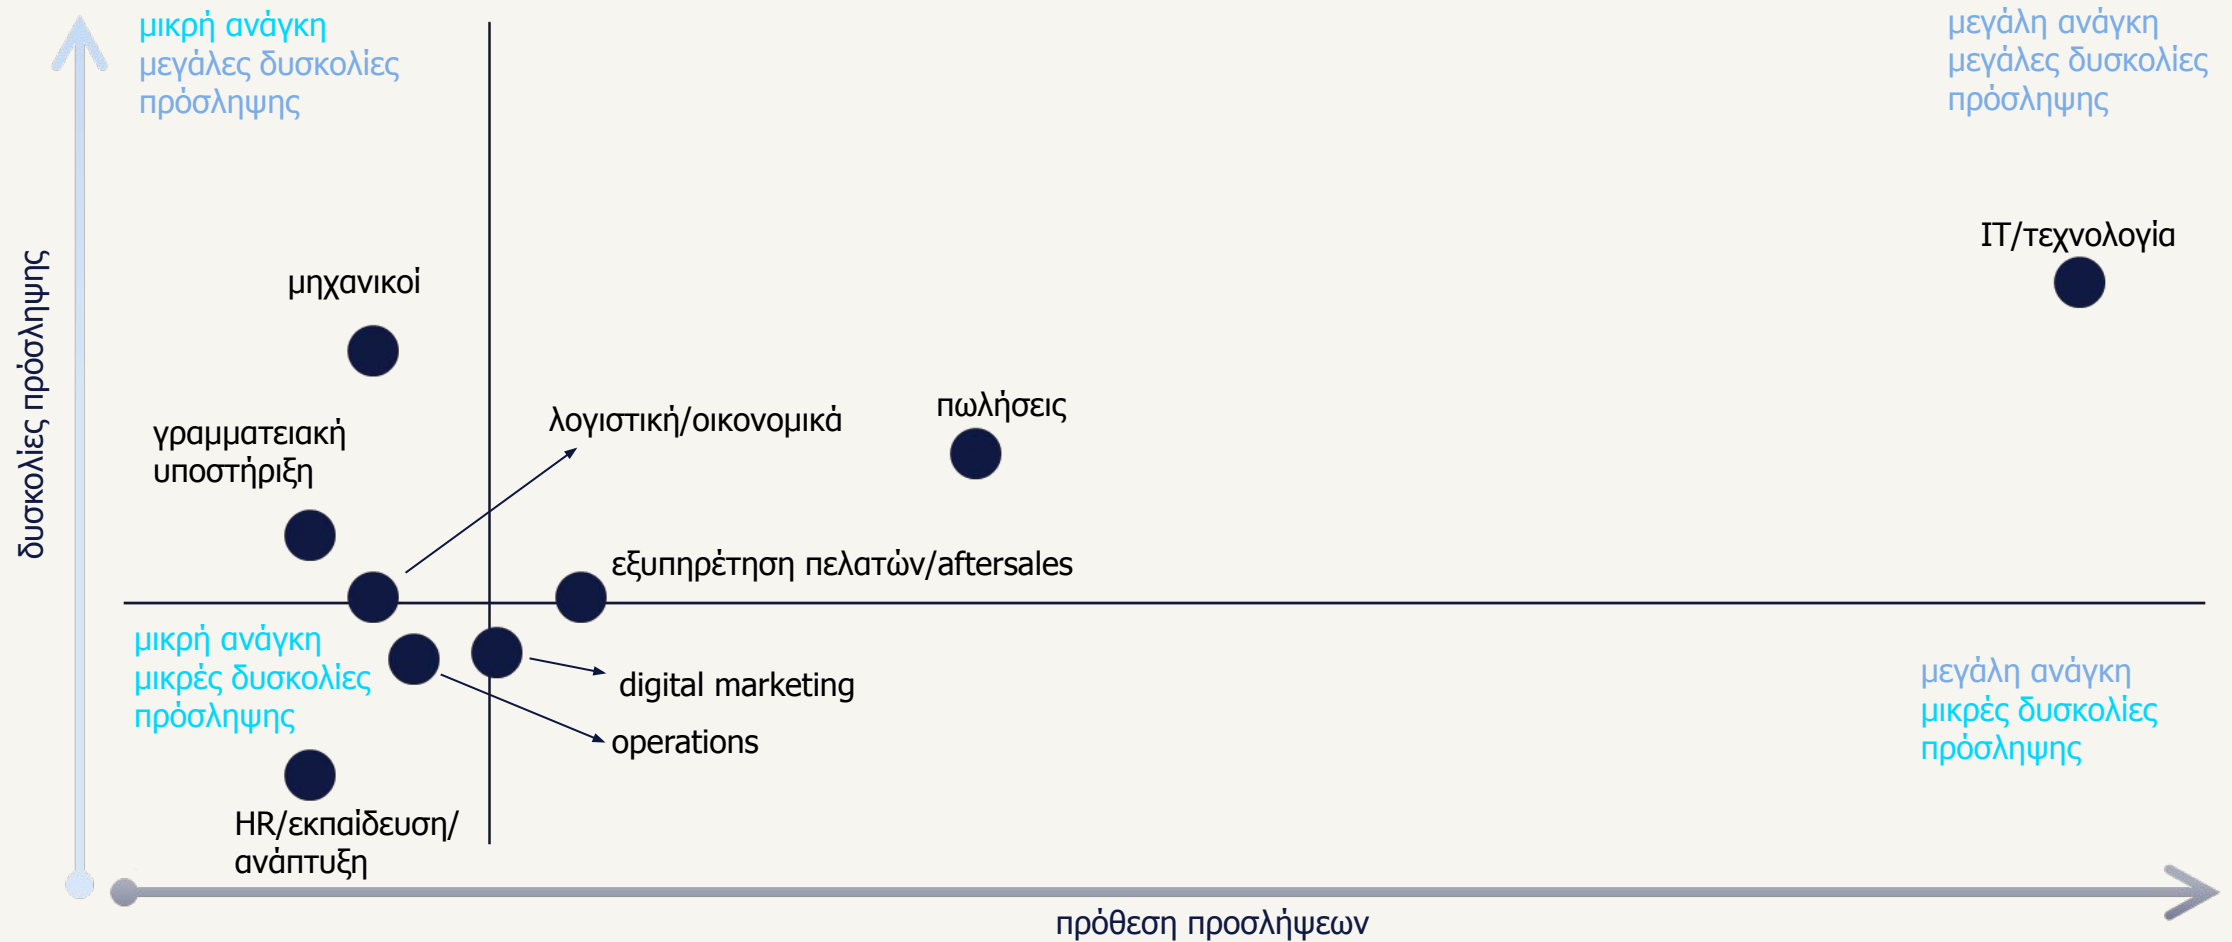 μικρή ανάγκη
μεγάλες δυσκολίες
πρόσληψης
μεγάλη ανάγκη
μεγάλες δυσκολίες
πρόσληψης
IT/τεχνολογία
μηχανικοί
πωλήσεις
λογιστική/οικονομικά
γραμματειακή
υποστήριξη
δυσκολίες πρόσληψης
εξυπηρέτηση πελατών/aftersales
μικρή ανάγκη
μικρές δυσκολίες
πρόσληψης
μεγάλη ανάγκη
μικρές δυσκολίες
πρόσληψης
digital marketing
operations
HR/εκπαίδευση/
ανάπτυξη
πρόθεση προσλήψεων